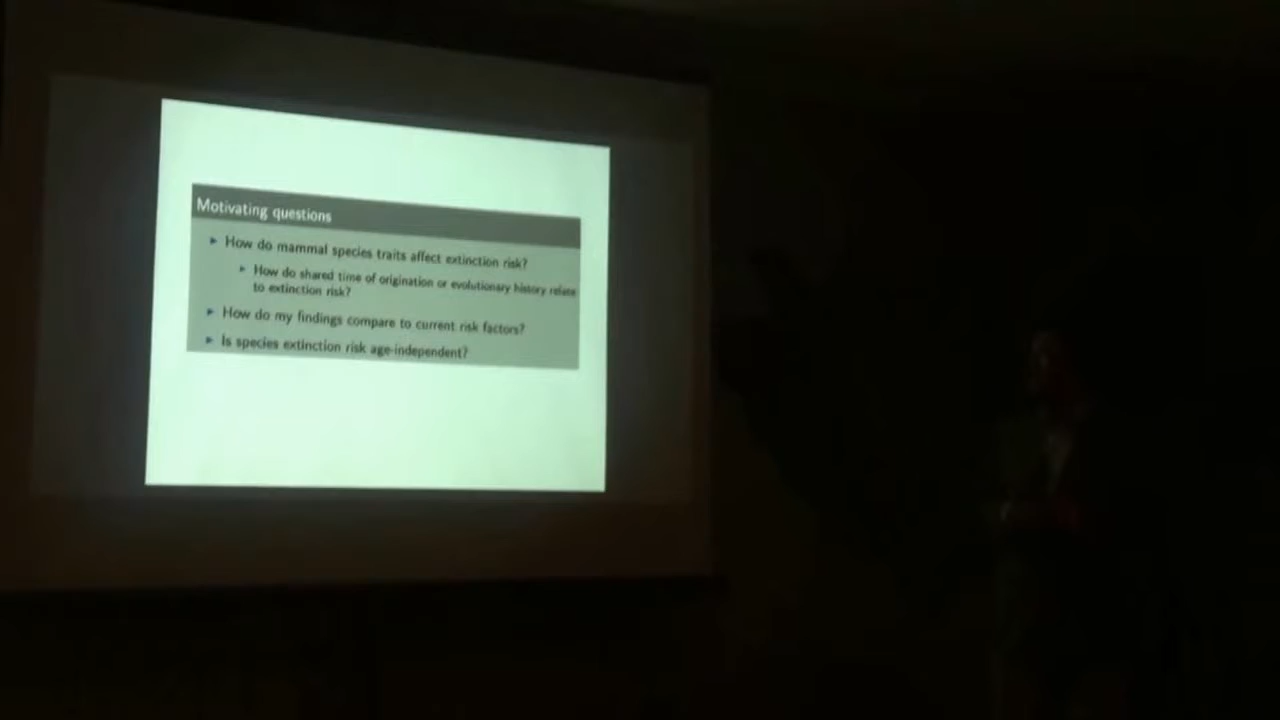 Motivating questions
How do mammal species traits affect extinction risk?
How do shared time of origination or evolutionary history relate
to extinction risk?
How do my findings compare to current risk factors?
Is species extinction risk age-independent?